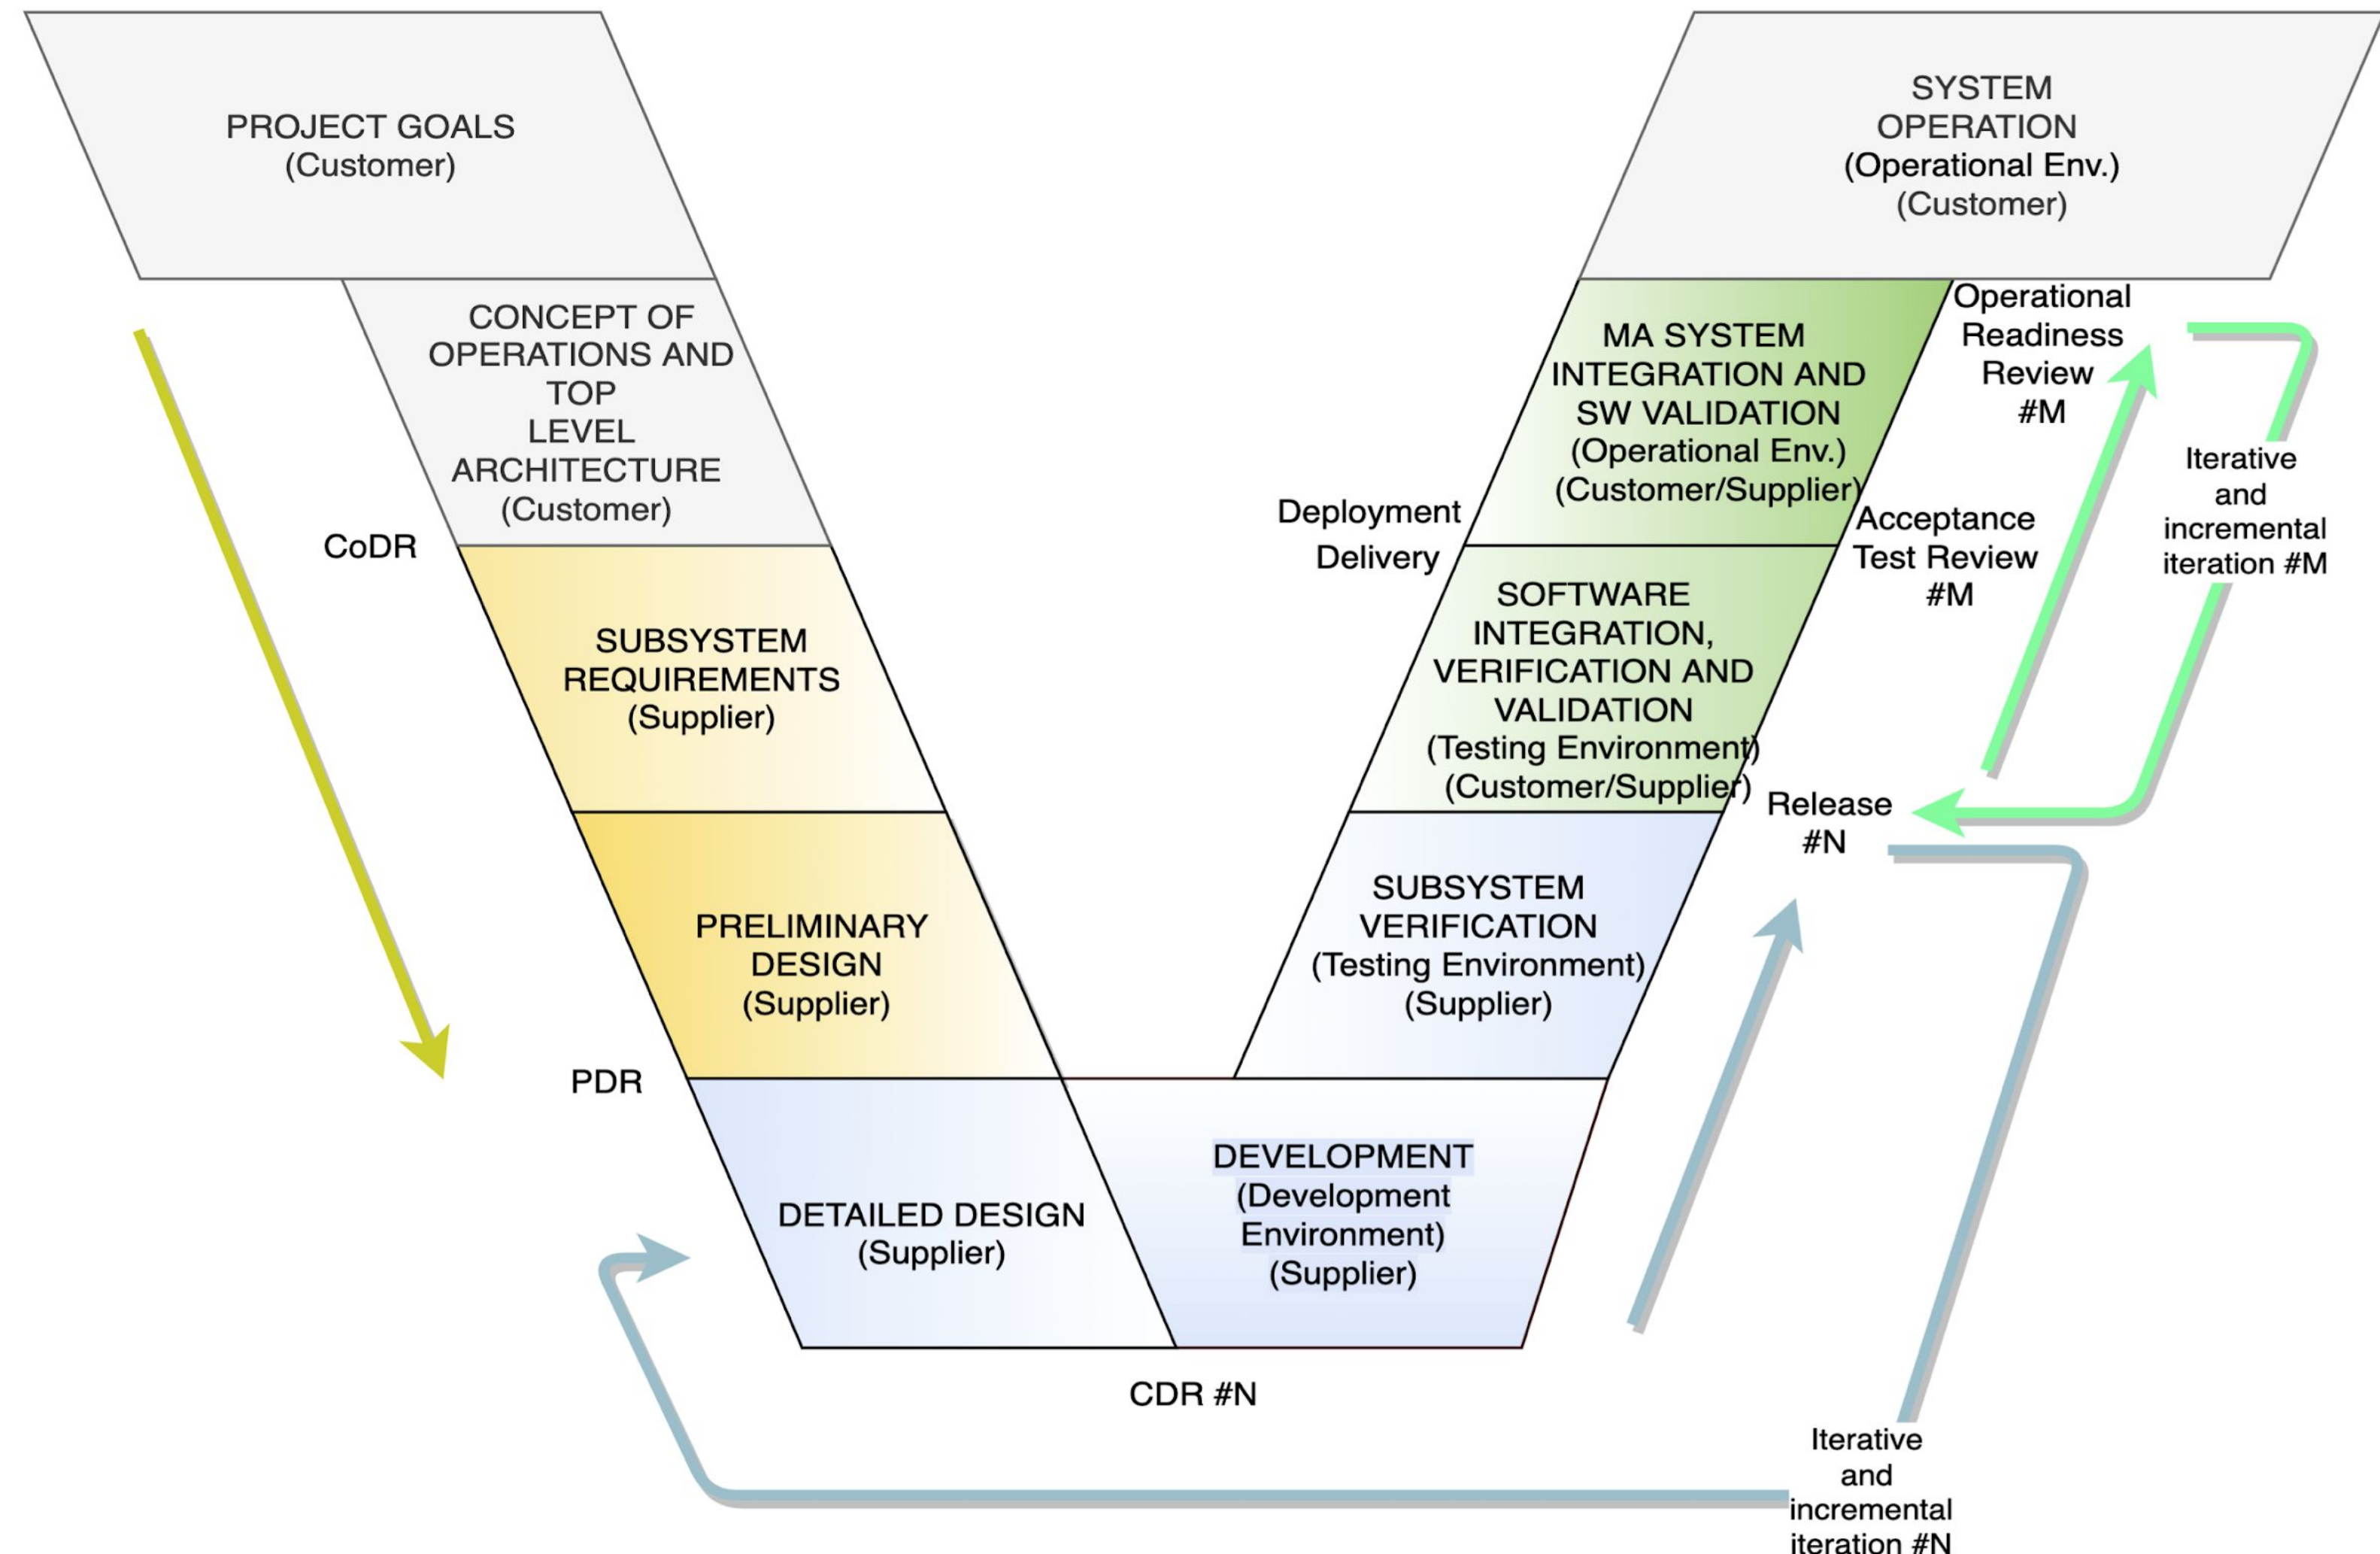 PROJECT GOALS
(Customer)
CONCEPT OF
OPERATIONS AND
TOP
LEVEL
ARCHITECTURE
(Customer)
CoDR
SUBSYSTEM
REQUIREMENTS
(Supplier)
PRELIMINARY
DESIGN
(Supplier)
PDR
DETAILED DESIGN
(Supplier)
DEVELOPMENT
(Development
Environment)
(Supplier)
CDR #N
SUBSYSTEM
VERIFICATION
(Testing Environment)
(Supplier)
Release
#N
SOFTWARE
INTEGRATION,
VERIFICATION AND
VALIDATION
(Testing Environment)
(Customer/Supplier)
Deployment
Delivery
Acceptance
Test Review
#M
MA SYSTEM
INTEGRATION AND
SW VALIDATION
(Operational Env.)
(Customer/Supplier)
Operational
Readiness
Review
#M
SYSTEM
OPERATION
(Operational Env.)
(Customer)
Iterative
and
incremental
iteration #M
Iterative
and
incremental
iteration #N